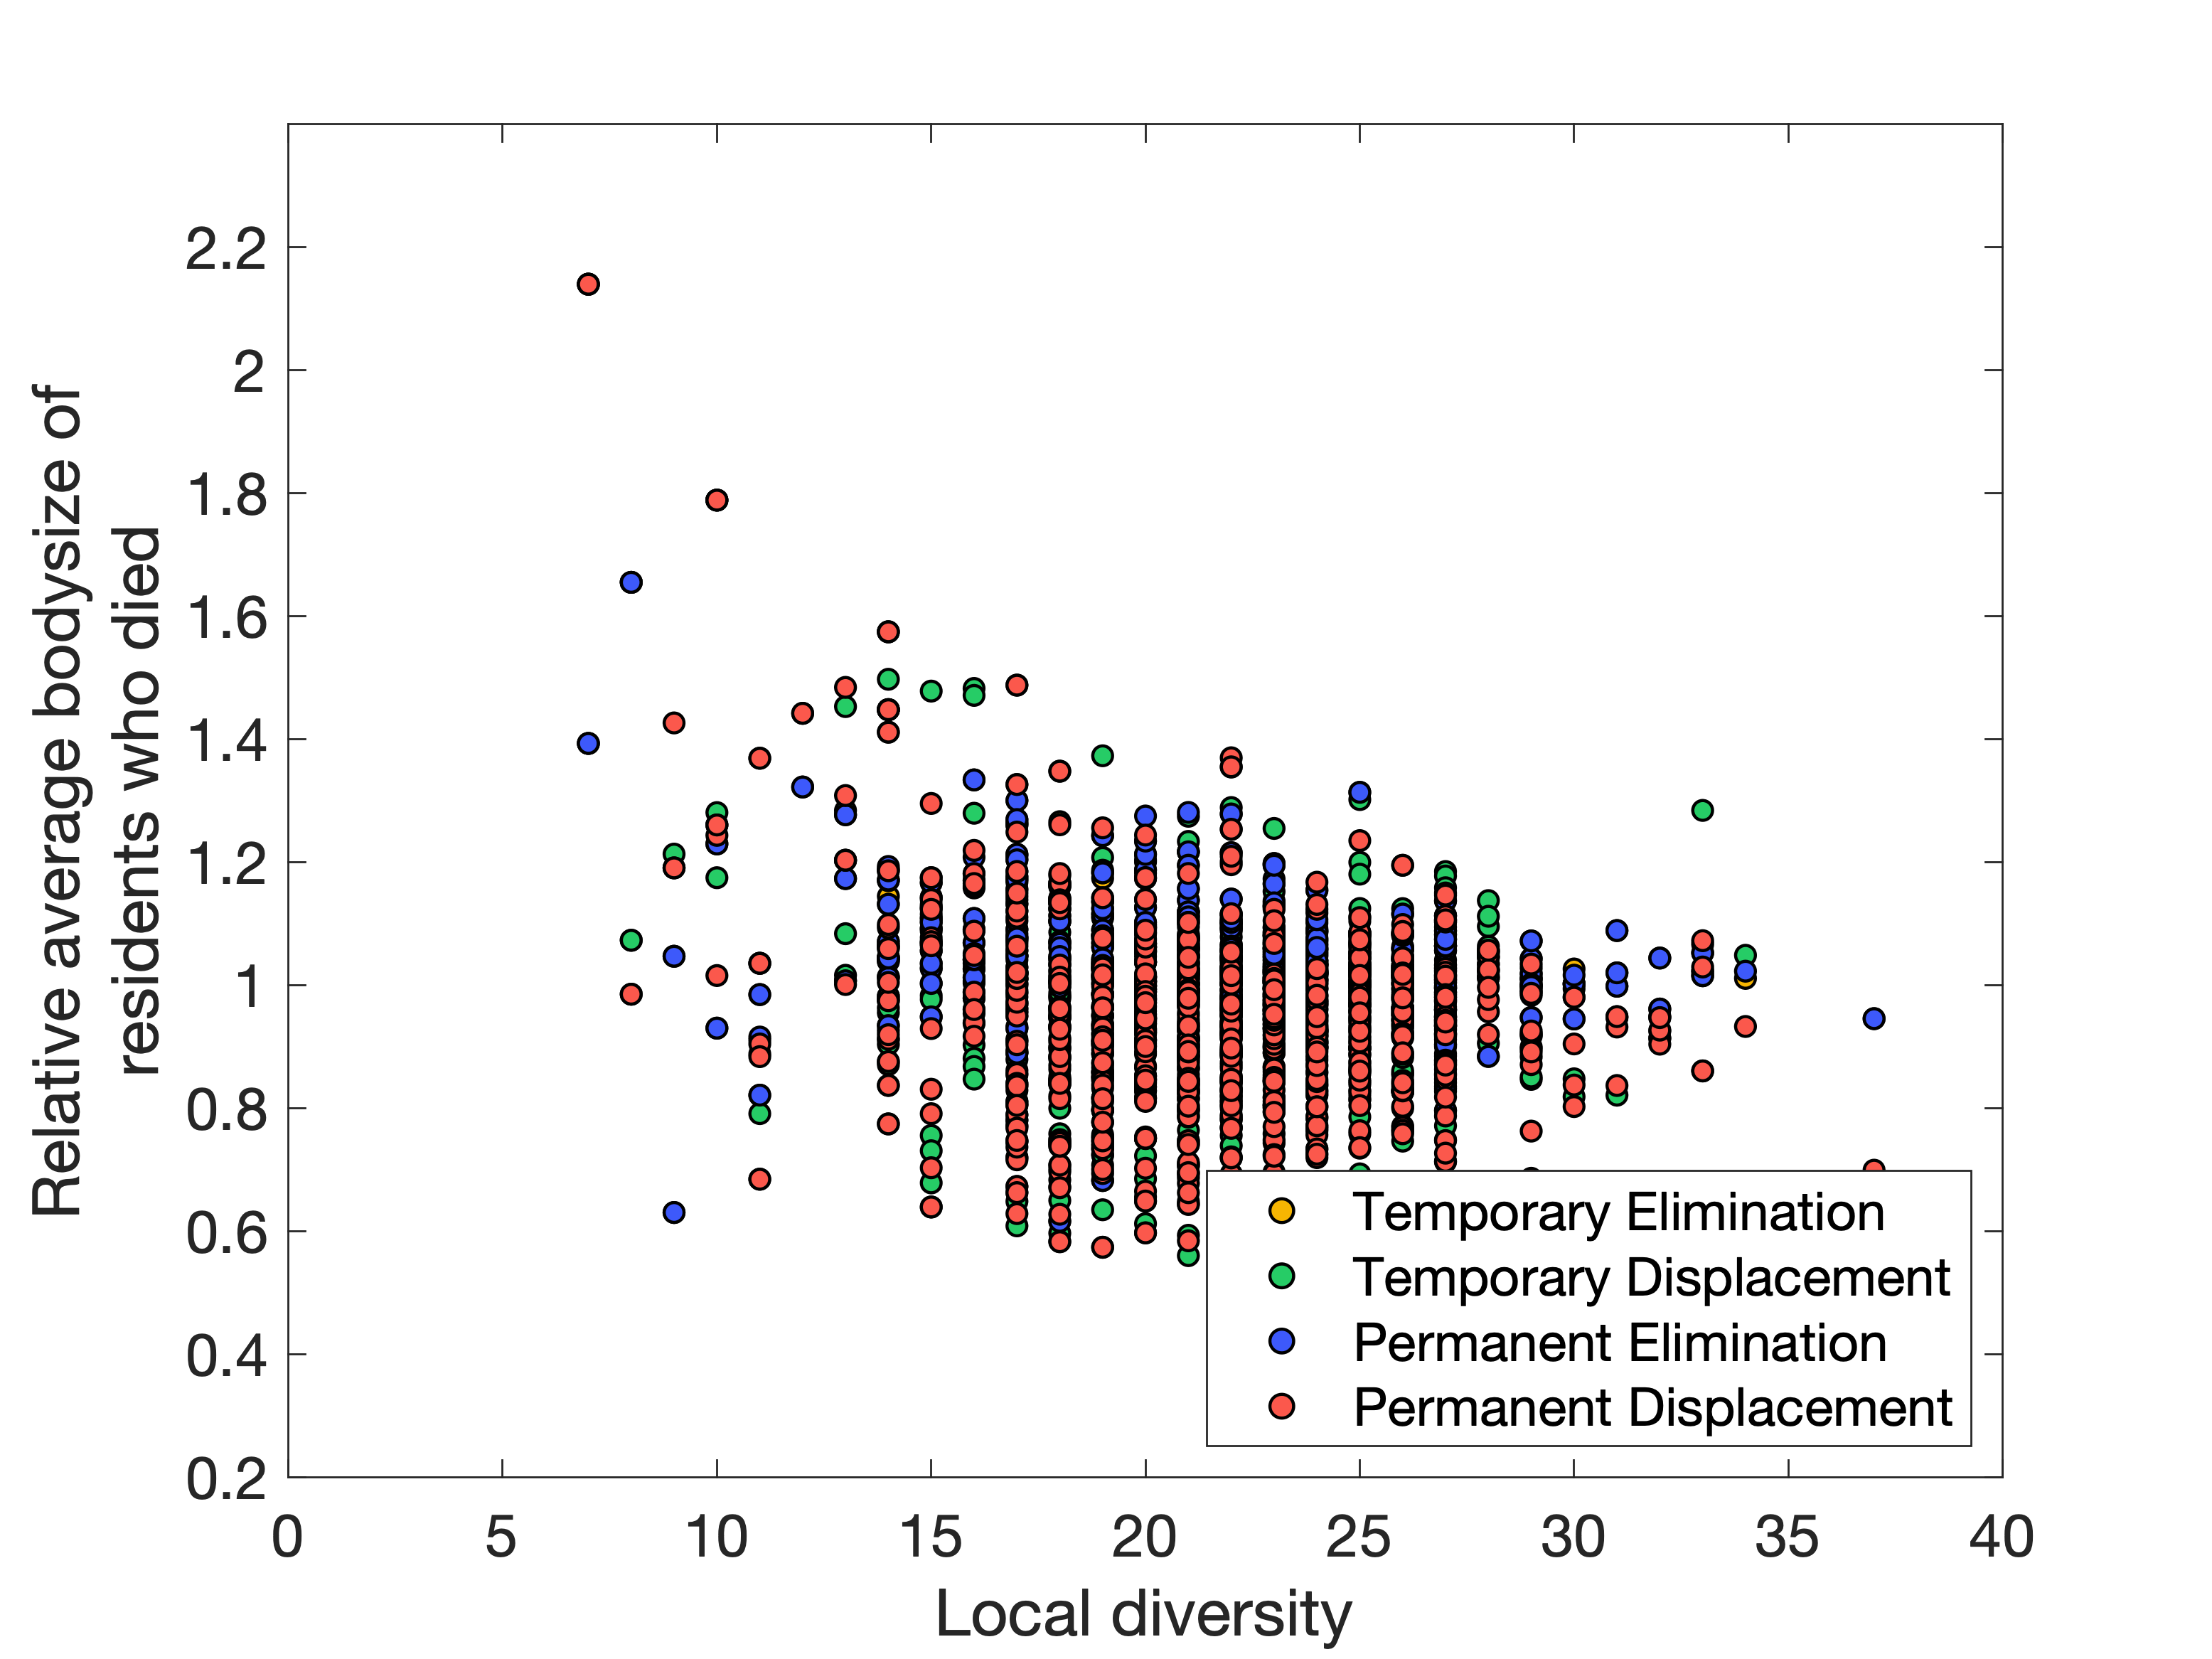 Relative average bodysize of
residents who died
2.2
2
1.8
1.6
1.4
1.2
1
0.8
0.6
0.4
0.2
Temporary Elimination
Temporary Displacement
Permanent Elimination
Permanent Displacement
0 5 10 15 20 25 30 35 40
Local diversity